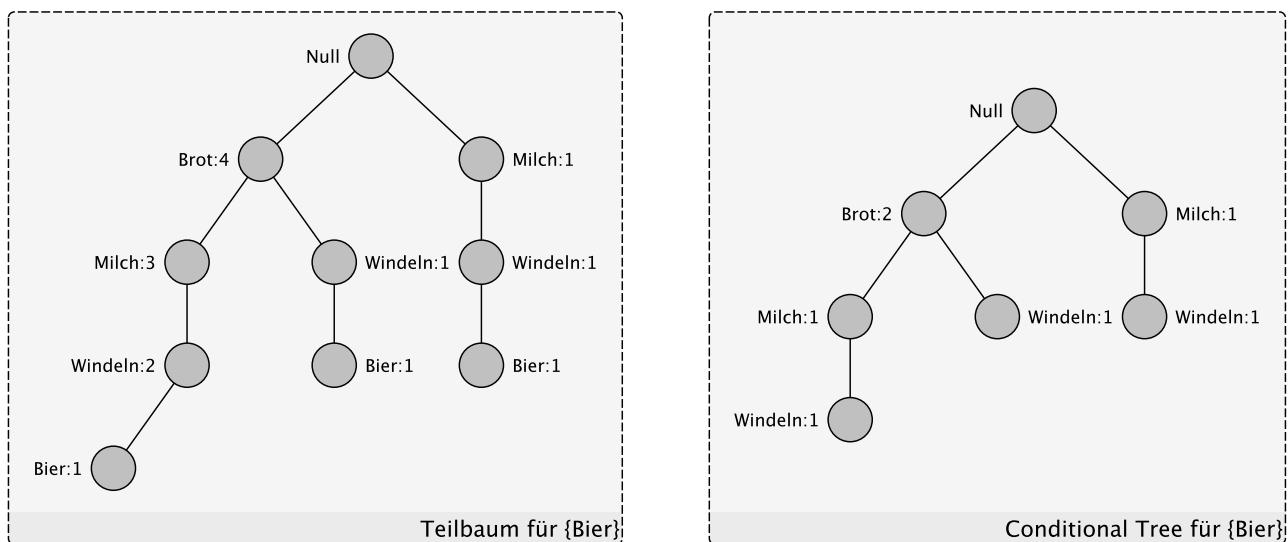 Null
Brot:4
Milch:1
Milch:3
Windeln:1
Windeln:1
Windeln:2
Bier:1
Bier:1
Bier:1
Teilbaum für {Bier}
Null
Brot:2
Milch:1
Milch:1
Windeln:1
Windeln:1
Windeln:1
Conditional Tree für {Bier}